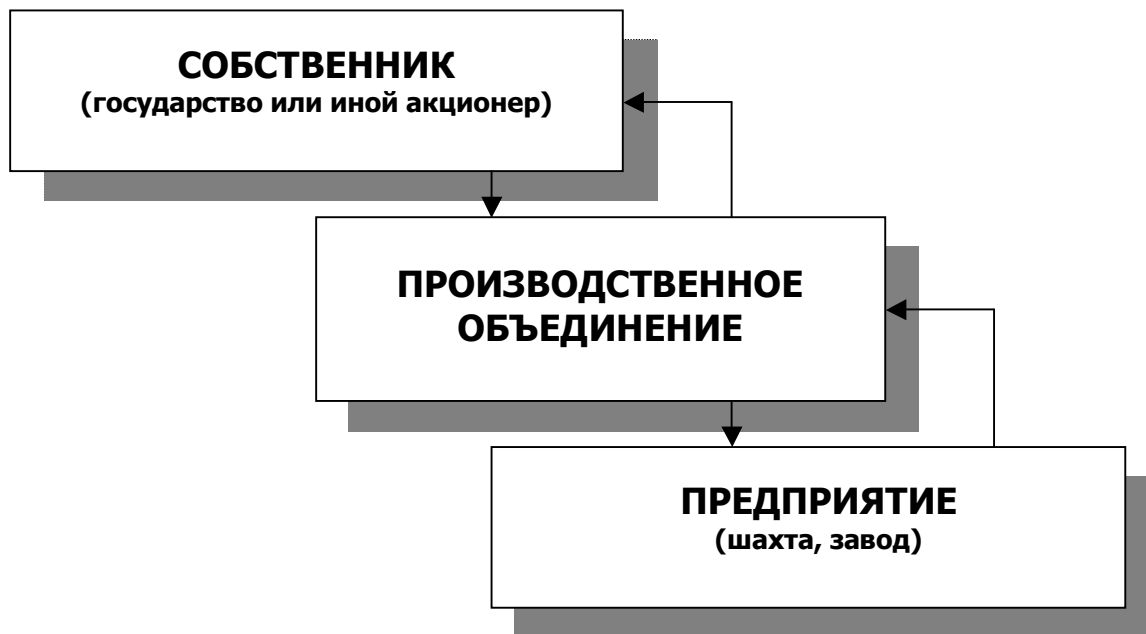 СОБСТВЕННИК
(государство или иной акционер)
ПРОИЗВОДСТВЕННОЕ
ОБЪЕДИНЕНИЕ
ПРЕДПРИЯТИЕ
(шахта, завод)